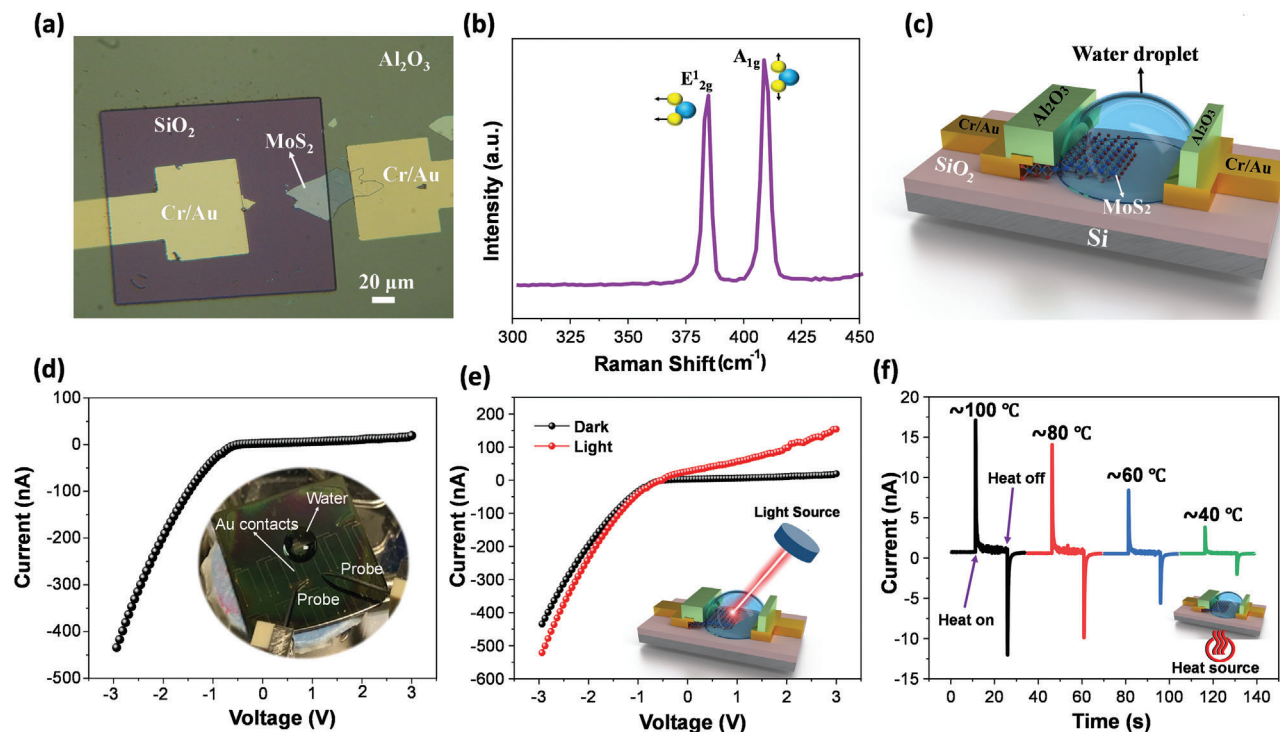 (a)
Al₂O₃
SiO₂
MoS₂
Cr/Au
Cr/Au
20 μm
(b)
E¹₂g
A₁g
Intensity (a.u.)
300 325 350 375 400 425 450
Raman Shift(cm⁻¹)
(c)
Water droplet
Al₂O₃
Al₂O₃
Cr/Au
Cr/Au
SiO₂
MoS₂
Si
(d)
100
0
-100
-200
-300
-400
-500
Current (nA)
Water
Au contacts
Probe
Probe
-3 -2 -1 0 1 2 3
Voltage (V)
(e)
200
150
100
0
-100
-200
-300
-400
-500
-600
Current (nA)
Dark
Light
Light Source
-3 -2 -1 0 1 2 3
Voltage (V)
(f)
20
15
10
5
0
-5
-10
-15
Current (nA)
~100 ℃
~80 ℃
~60 ℃
~40 ℃
Heat off
Heat on
Heat source
0 20 40 60 80 100 120 140
Time (s)